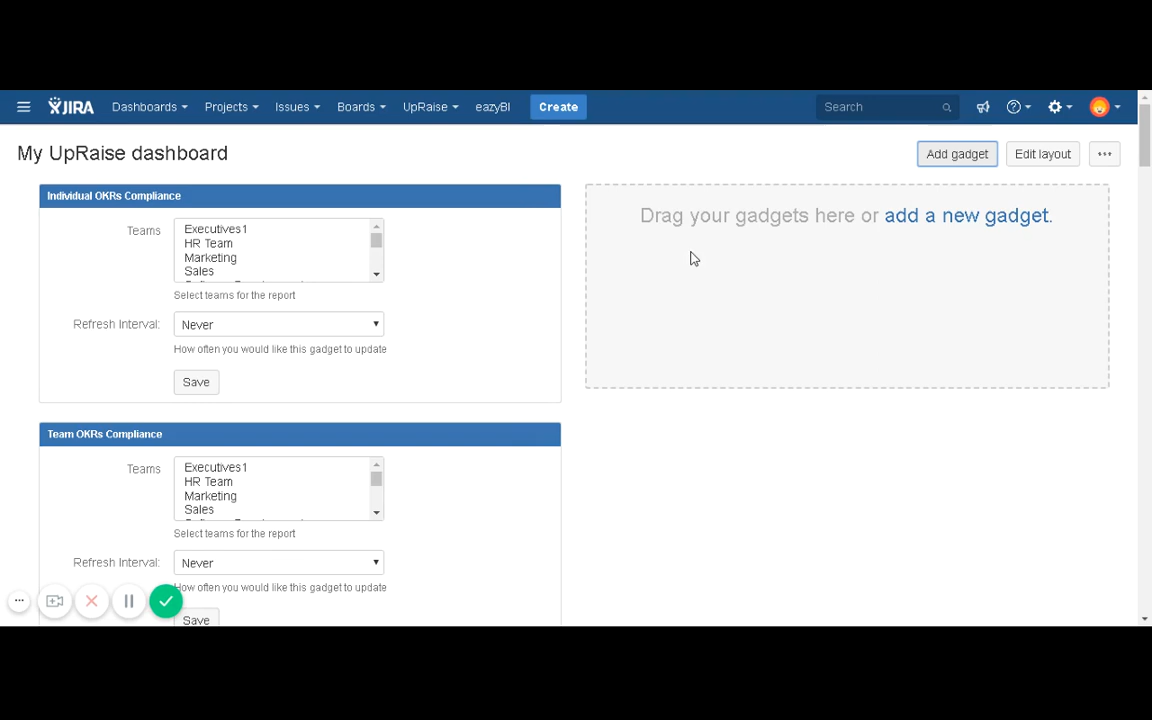 JIRA Dashboards Projects Issues Boards UpRaise eazyBI Create Search
My UpRaise dashboard
Add gadget Edit layout
Individual OKRs Compliance
Teams
Executives1
HR Team
Marketing
Sales
Select teams for the report
Refresh Interval: Never
How often you would like this gadget to update
Save
Drag your gadgets here or add a new gadget.
Team OKRs Compliance
Teams
Executives1
HR Team
Marketing
Sales
Select teams for the report
Refresh Interval: Never
How often you would like this gadget to update
Save